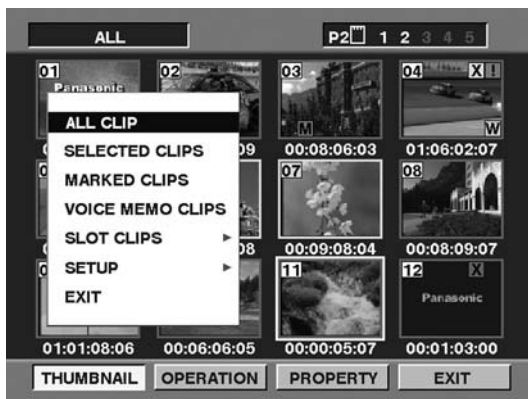 ALL
P2 1 2 3 4 5
01
Panasonic
02
03
M
04 X !
W
09
00:08:06:03
01:06:02:07
ALL CLIP
SELECTED CLIPS
MARKED CLIPS
VOICE MEMO CLIPS
SLOT CLIPS
SETUP
EXIT
0
0
07
08
08
00:09:08:04
00:08:09:07
0
11
12 X
Panasonic
01:01:08:06
00:06:06:05
00:00:05:07
00:01:03:00
THUMBNAIL
OPERATION
PROPERTY
EXIT